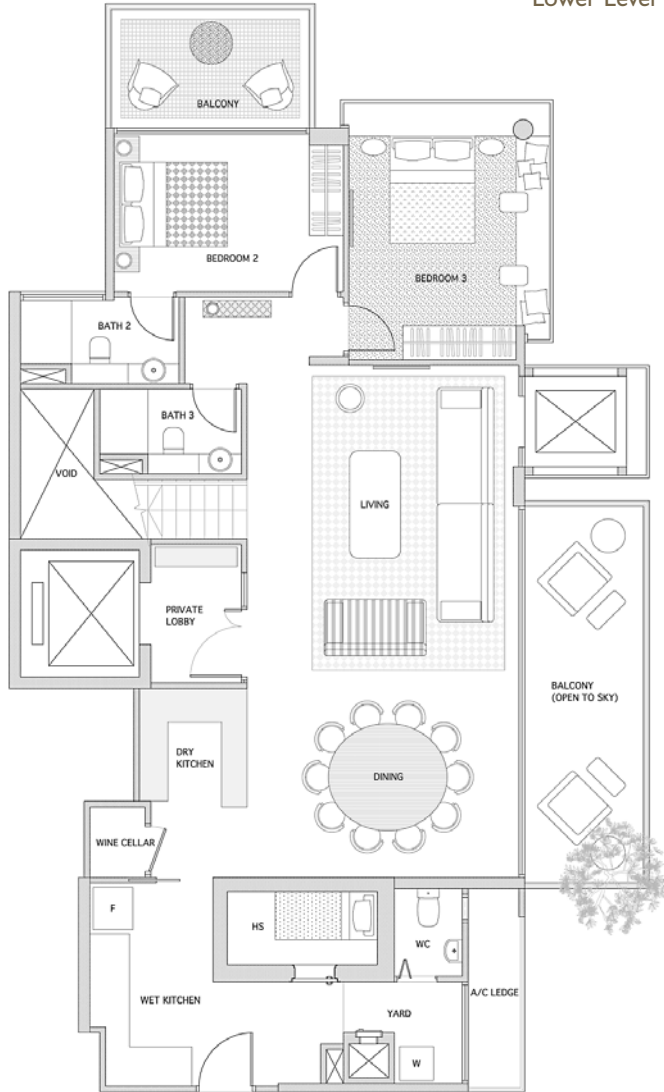 Lower Level
BALCONY
BEDROOM 2
BEDROOM 3
BATH 2
BATH 3
VOID
LIVING
PRIVATE
LOBBY
BALCONY
(OPEN TO SKY)
DRY
KITCHEN
DINING
WINE CELLAR
F
HS
WC
WET KITCHEN
A/C LEDGE
YARD
W